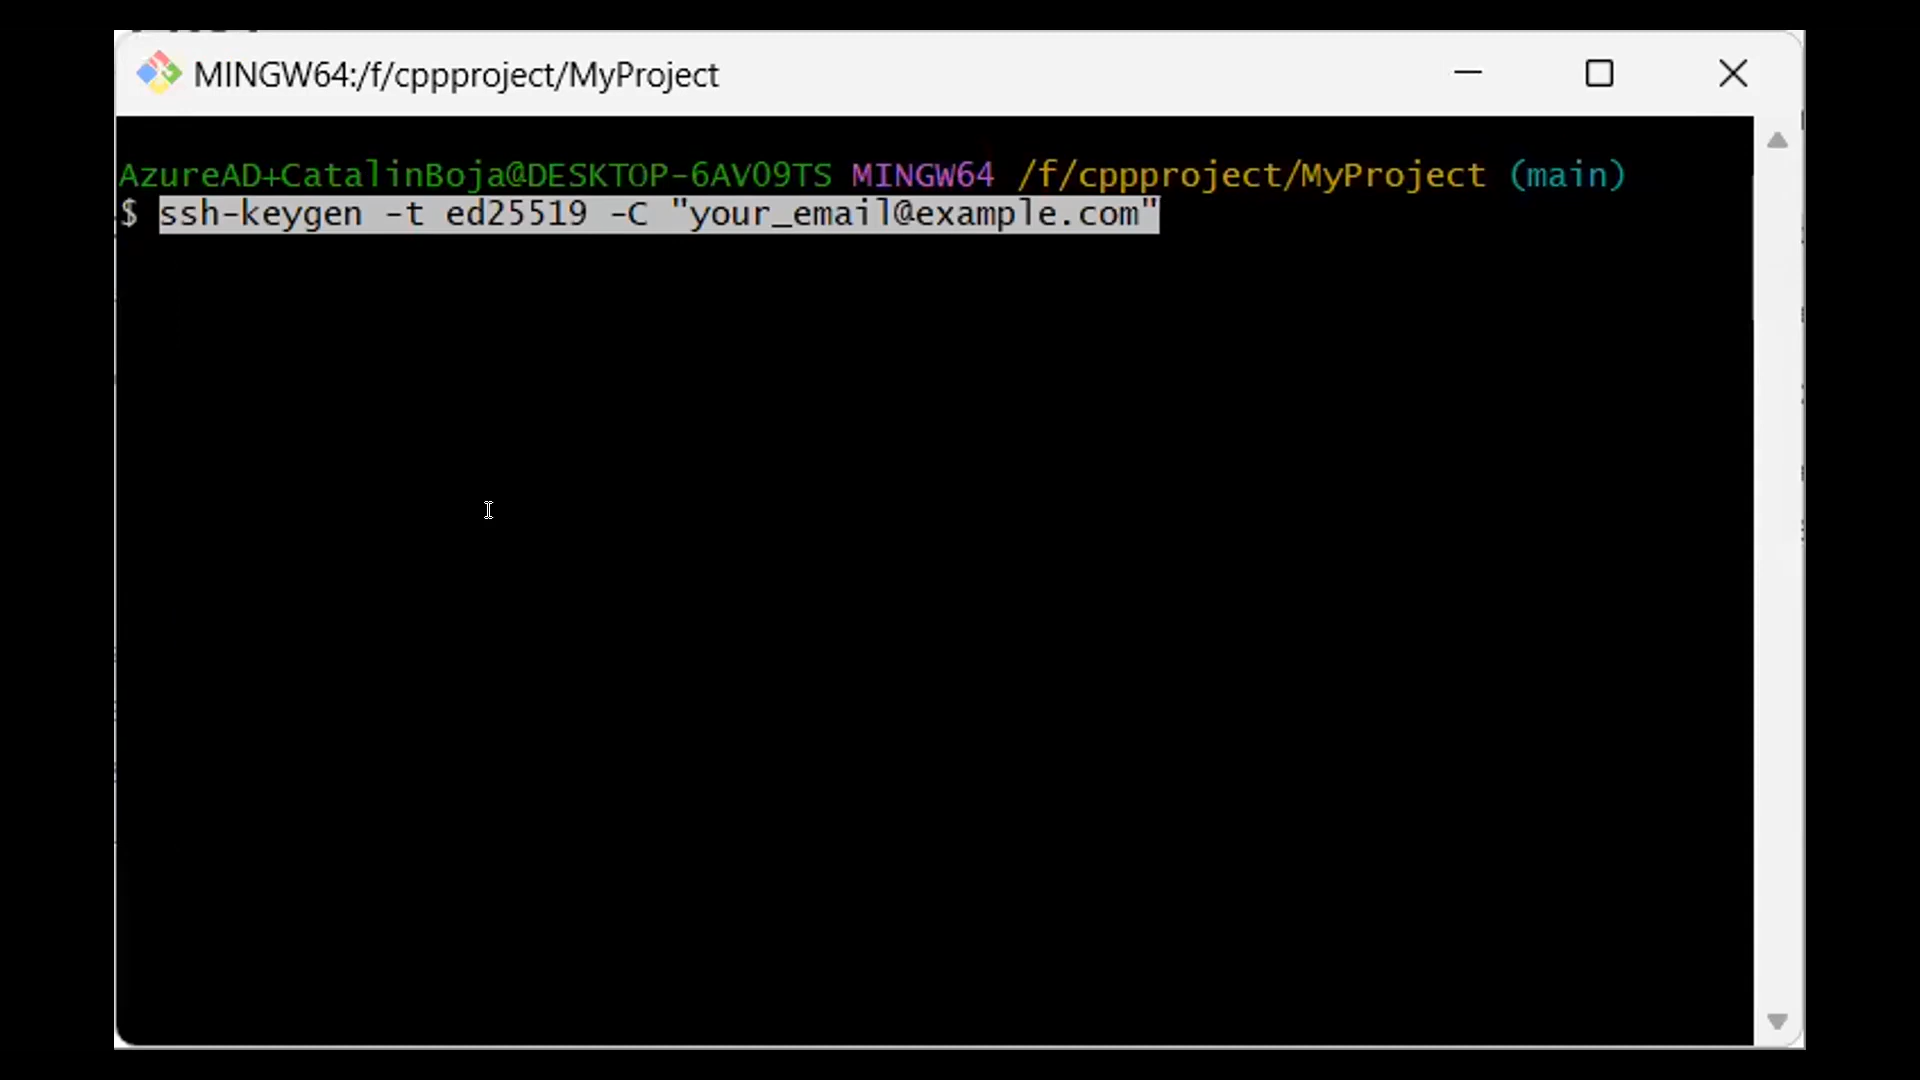 MINGW64:/f/cppproject/MyProject
AzureAD+CatalinBoja@DESKTOP-6AVO9TS MINGW64 /f/cppproject/MyProject (main)
$ ssh-keygen -t ed25519 -C "your_email@example.com"